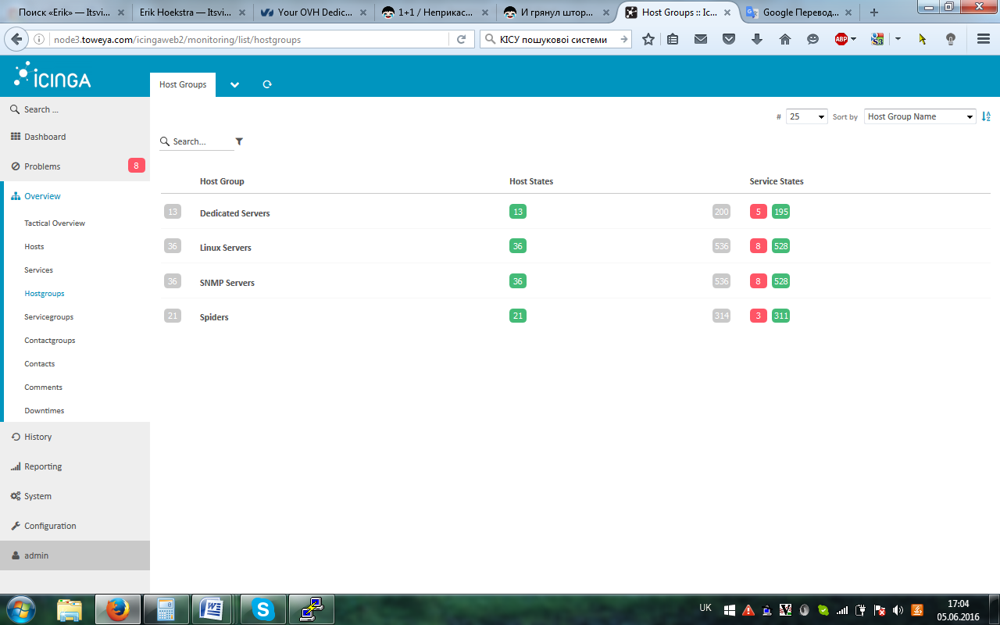 Поиск «Erik» — Itsvi...
Erik Hoekstra — Itsvi...
Your OVH Dedic...
1+1 / Неприкас...
И грянул штор...
Host Groups :: Ic...
Google Перевод...
node3.toweya.com/icingaweb2/monitoring/list/hostgroups
КІСУ пошукової системи
ABP
S3
ICINGA
Host Groups
Search ...
# 25 Sort by Host Group Name
Dashboard
Search...
Problems 8
Host Group Host States Service States
Overview
13 Dedicated Servers 13 200 5 195
Tactical Overview
Hosts
36 Linux Servers 36 536 8 528
Services
36 SNMP Servers 36 536 8 528
Hostgroups
Servicegroups
21 Spiders 21 314 3 311
Contactgroups
Contacts
Comments
Downtimes
History
Reporting
System
Configuration
admin
UK
17:04
05.06.2016